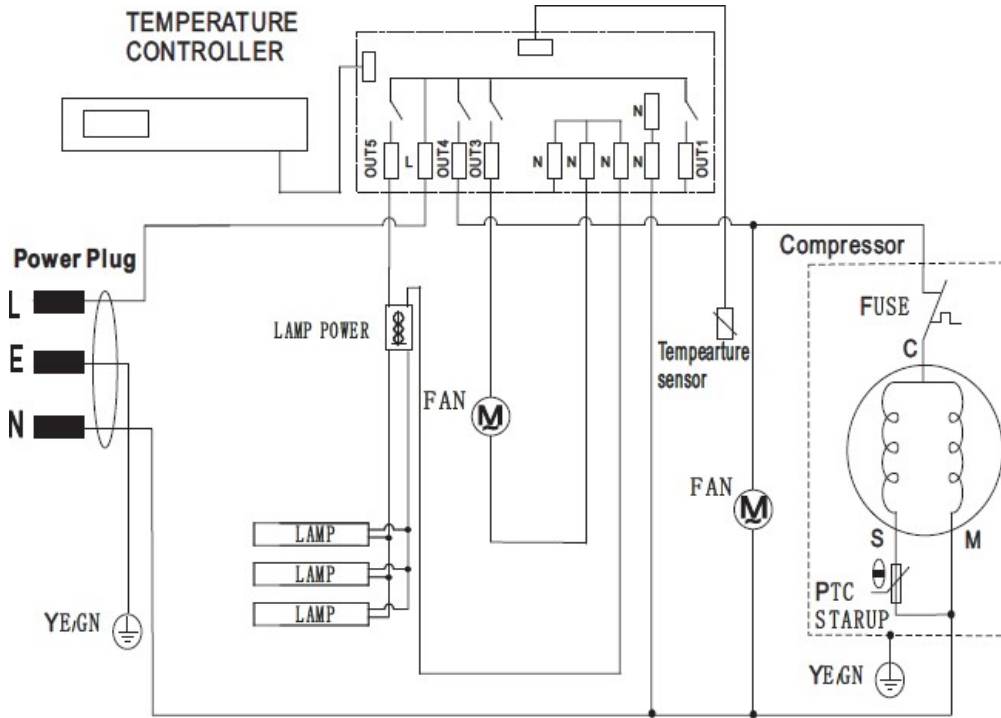 TEMPERATURE
CONTROLLER
OUT5
L
OUT4
OUT3
N
N
N
N
N
OUT1
Power Plug
L
E
N
YE/GN
LAMP POWER
FAN
M
LAMP
LAMP
LAMP
Tempearture
sensor
FAN
M
Compressor
FUSE
C
S
M
PTC
STARUP
YE/GN